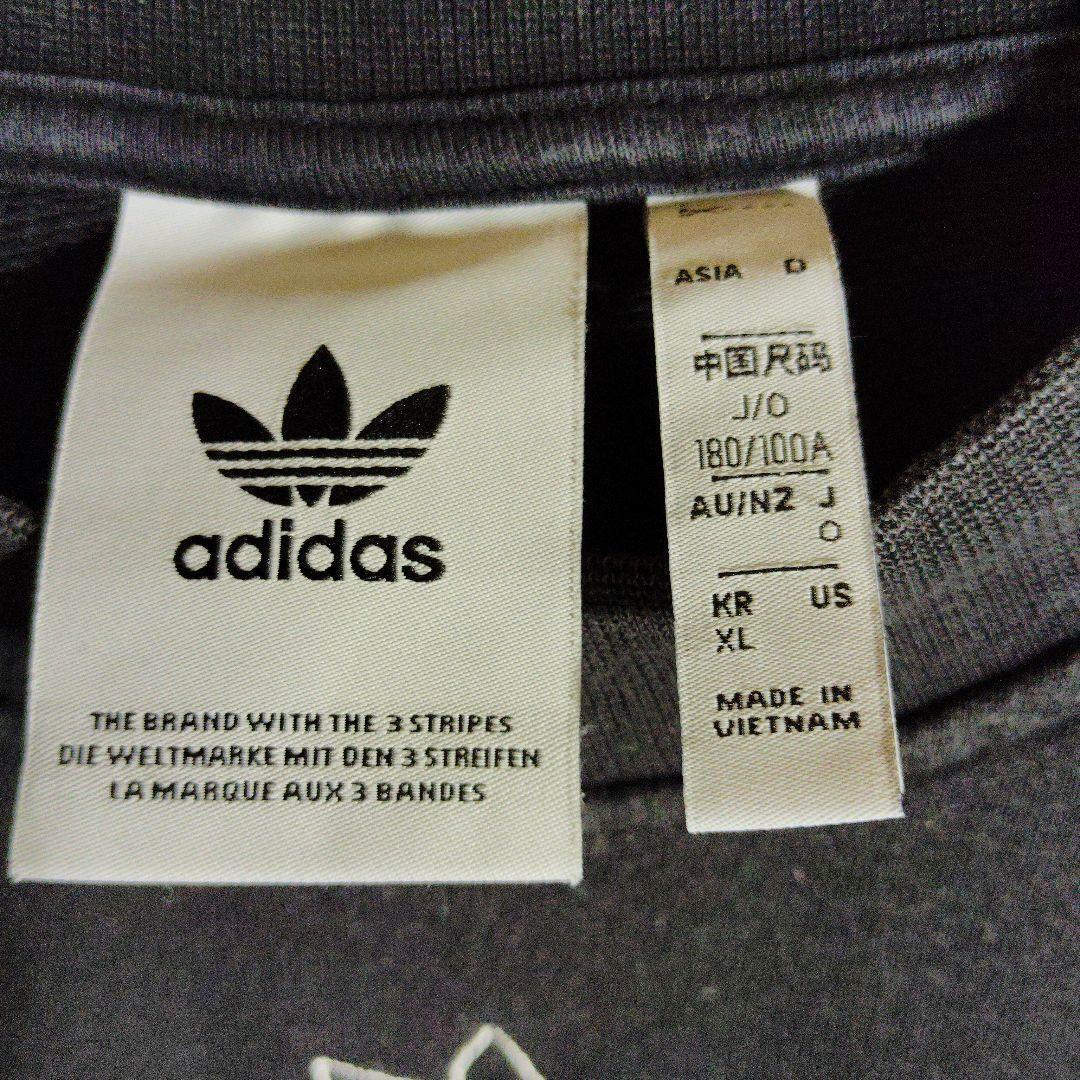 adidas
THE BRAND WITH THE 3 STRIPES
DIE WELTMARKE MIT DEN 3 STREIFEN
LA MARQUE AUX 3 BANDES
ASIA O
中国尺码
J/O
180/100A
AU/NZ J
O
KR US
XL
MADE IN
VIETNAM